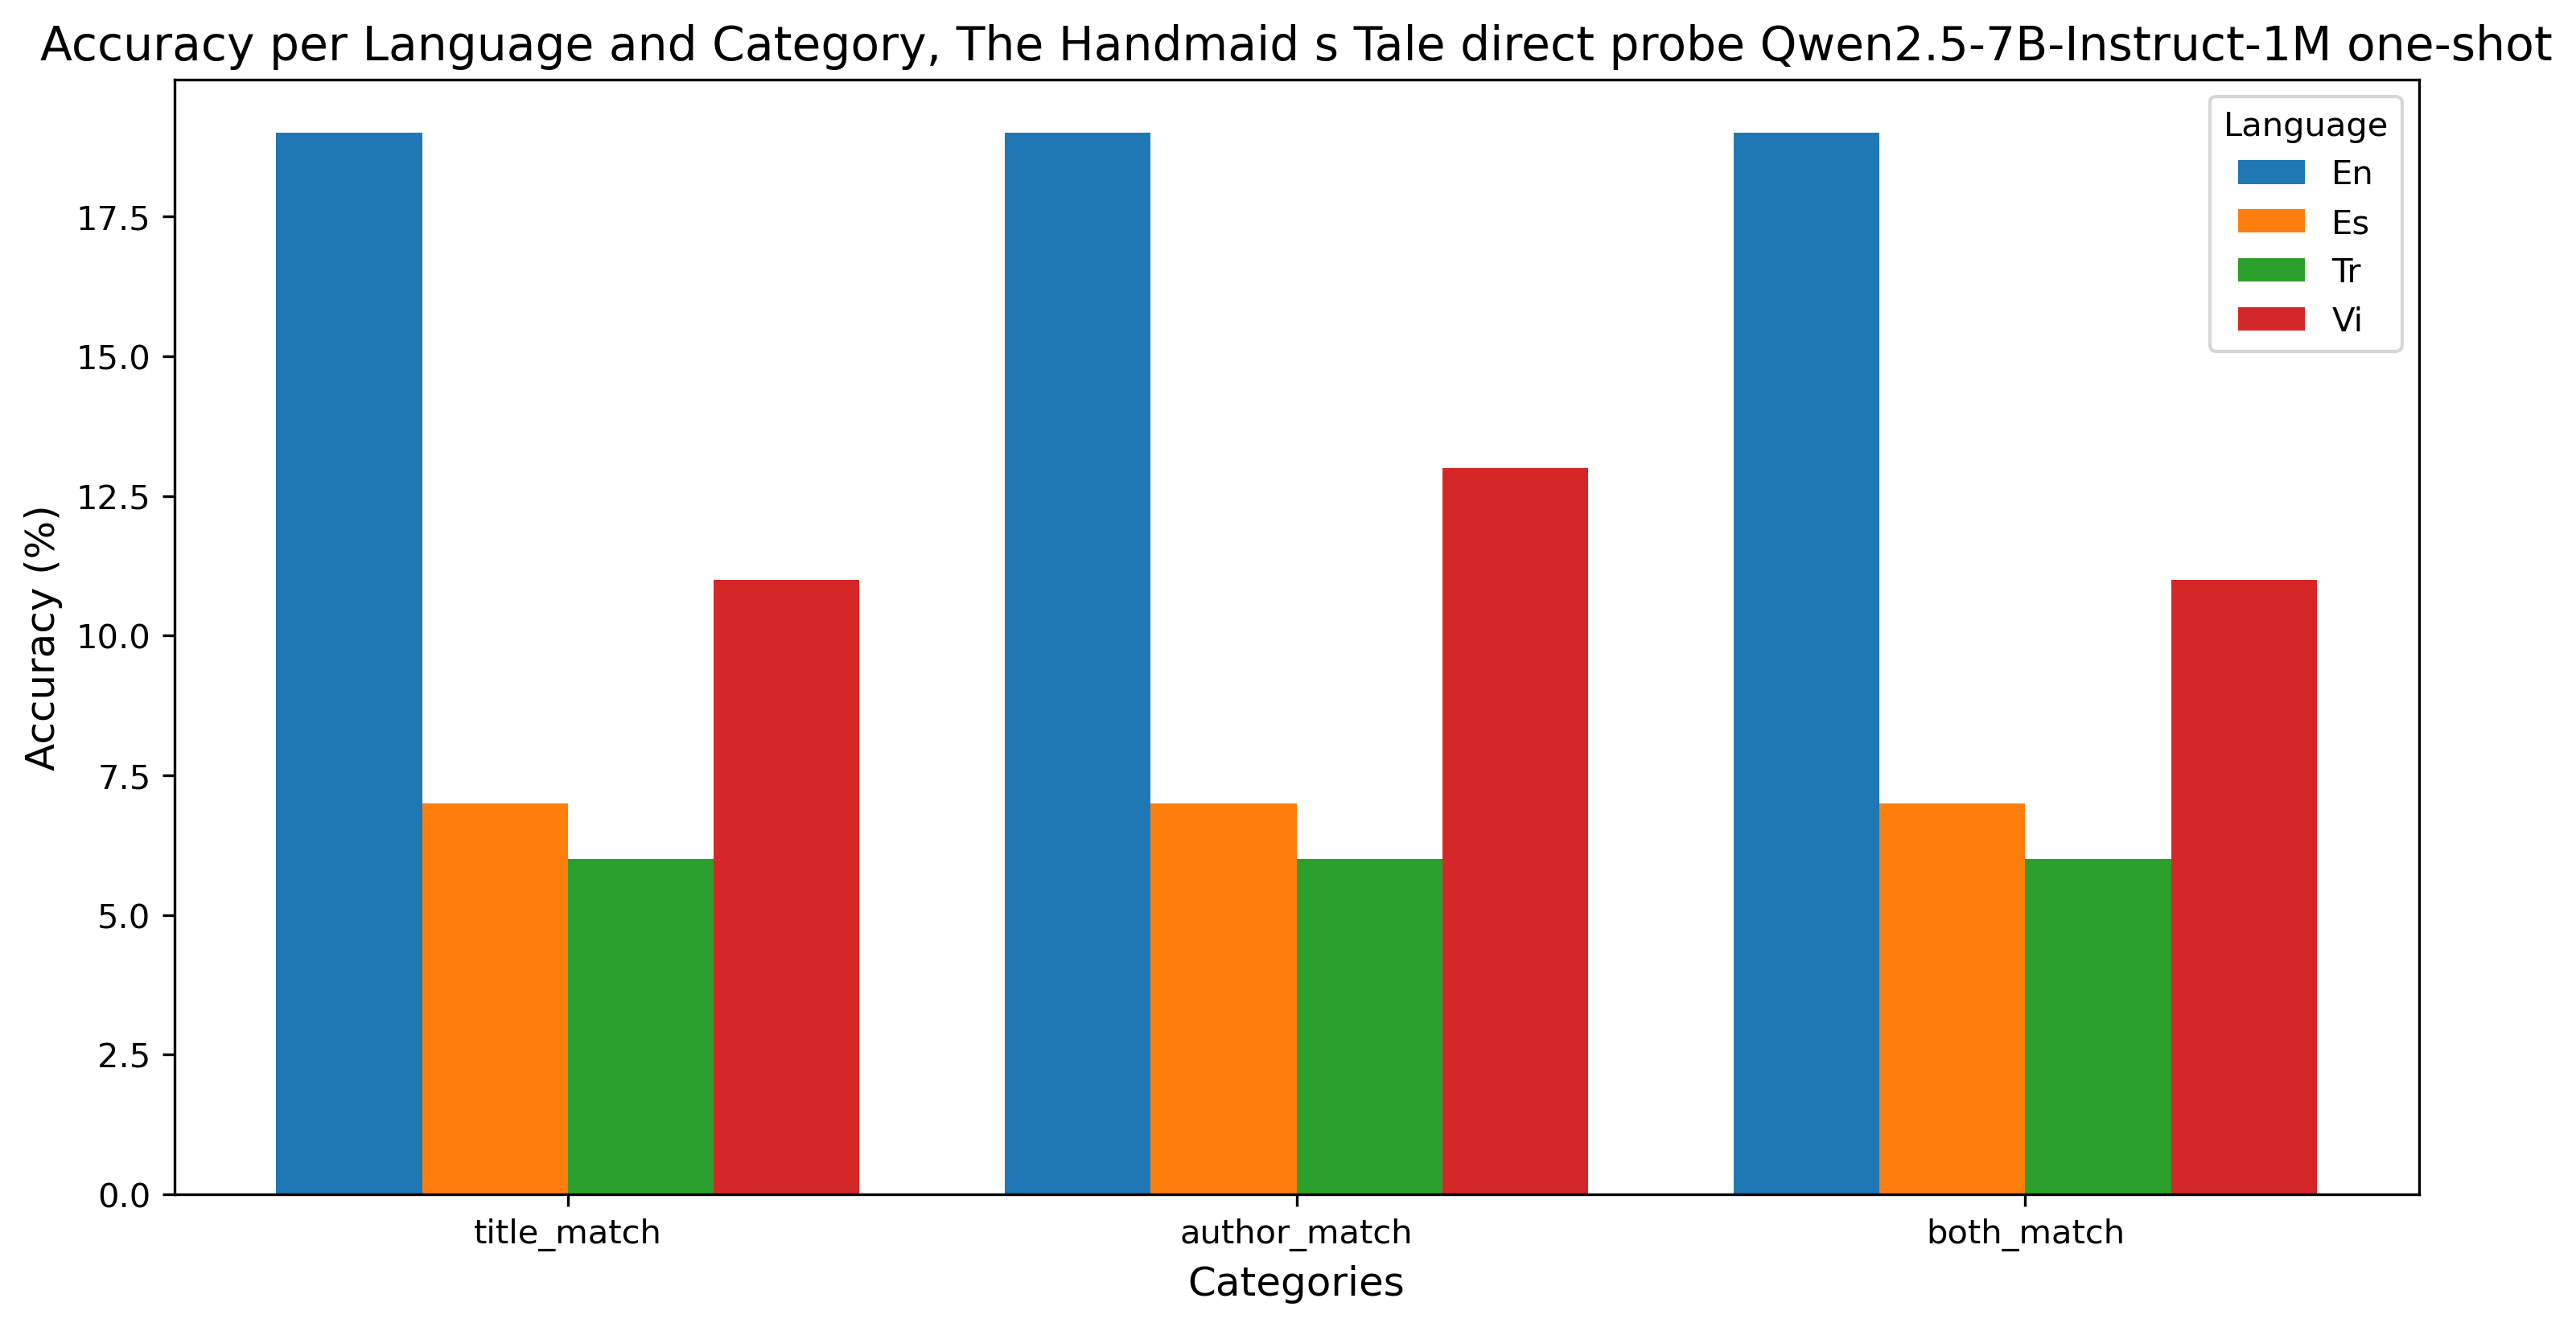 Accuracy per Language and Category, The Handmaid s Tale direct probe Qwen2.5-7B-Instruct-1M one-shot
Language
En
Es
Tr
Vi
Accuracy (%)
17.5
15.0
12.5
10.0
7.5
5.0
2.5
0.0
title_match author_match both_match
Categories